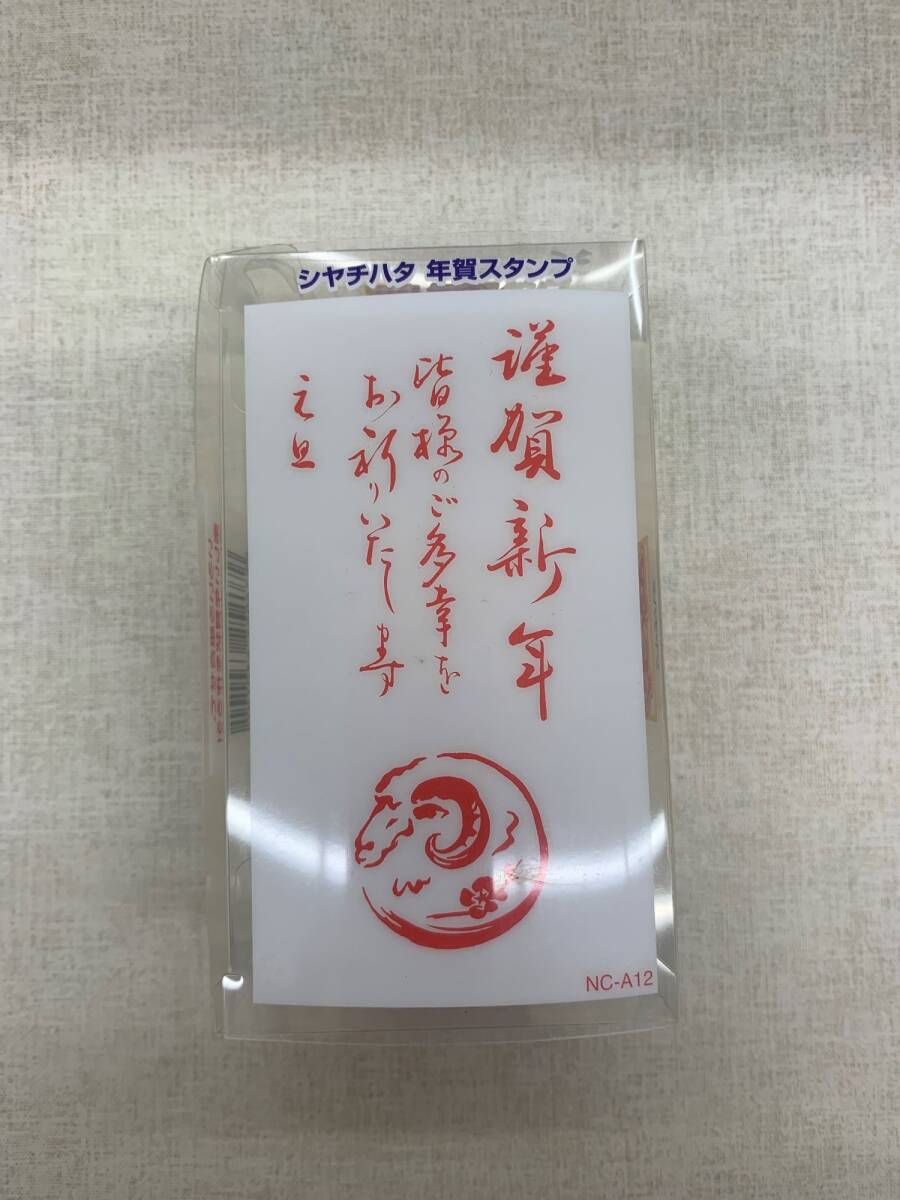 シヤチハタ 年賀スタンプ
謹賀新年
皆様のご多幸を
お祈りいたします
元旦
NC-A12